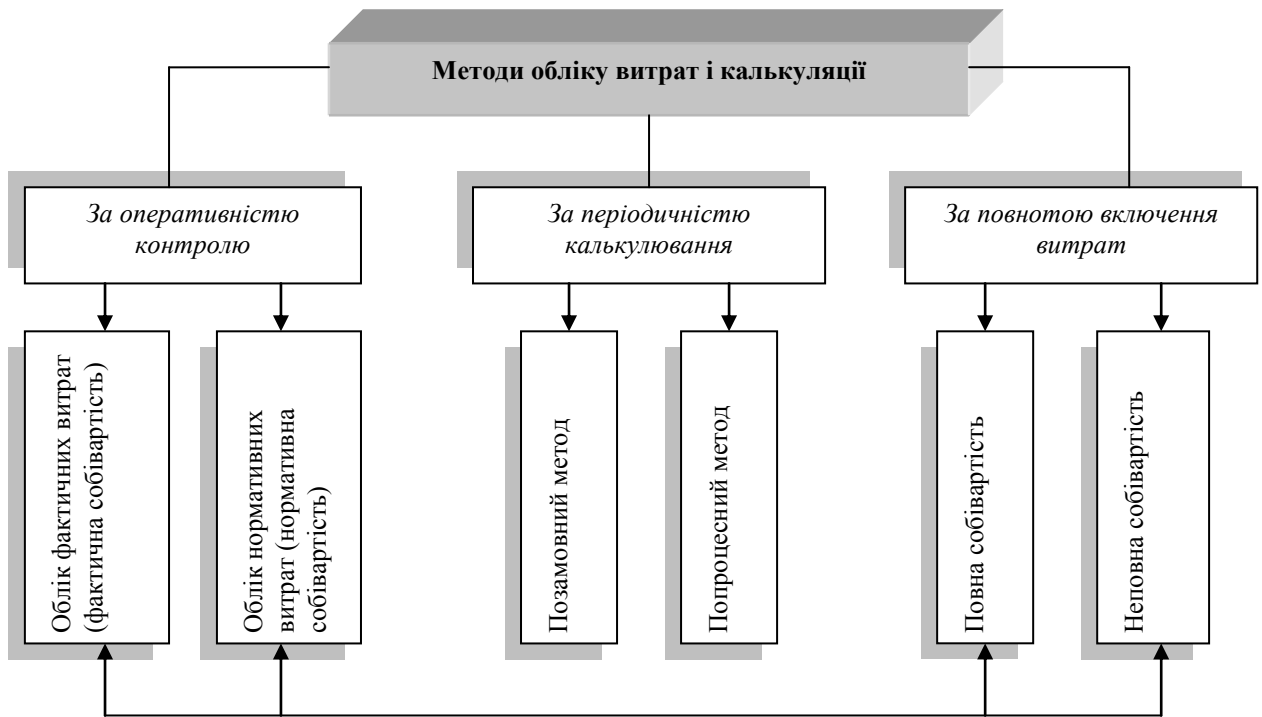 Методи обліку витрат і калькуляції
За оперативністю
контролю
За періодичністю
калькулювання
За повнотою включення
витрат
Облік фактичних витрат
(фактична собівартість)
Облік нормативних
витрат (нормативна
собівартість)
Позамовний метод
Попроцесний метод
Повна собівартість
Неповна собівартість